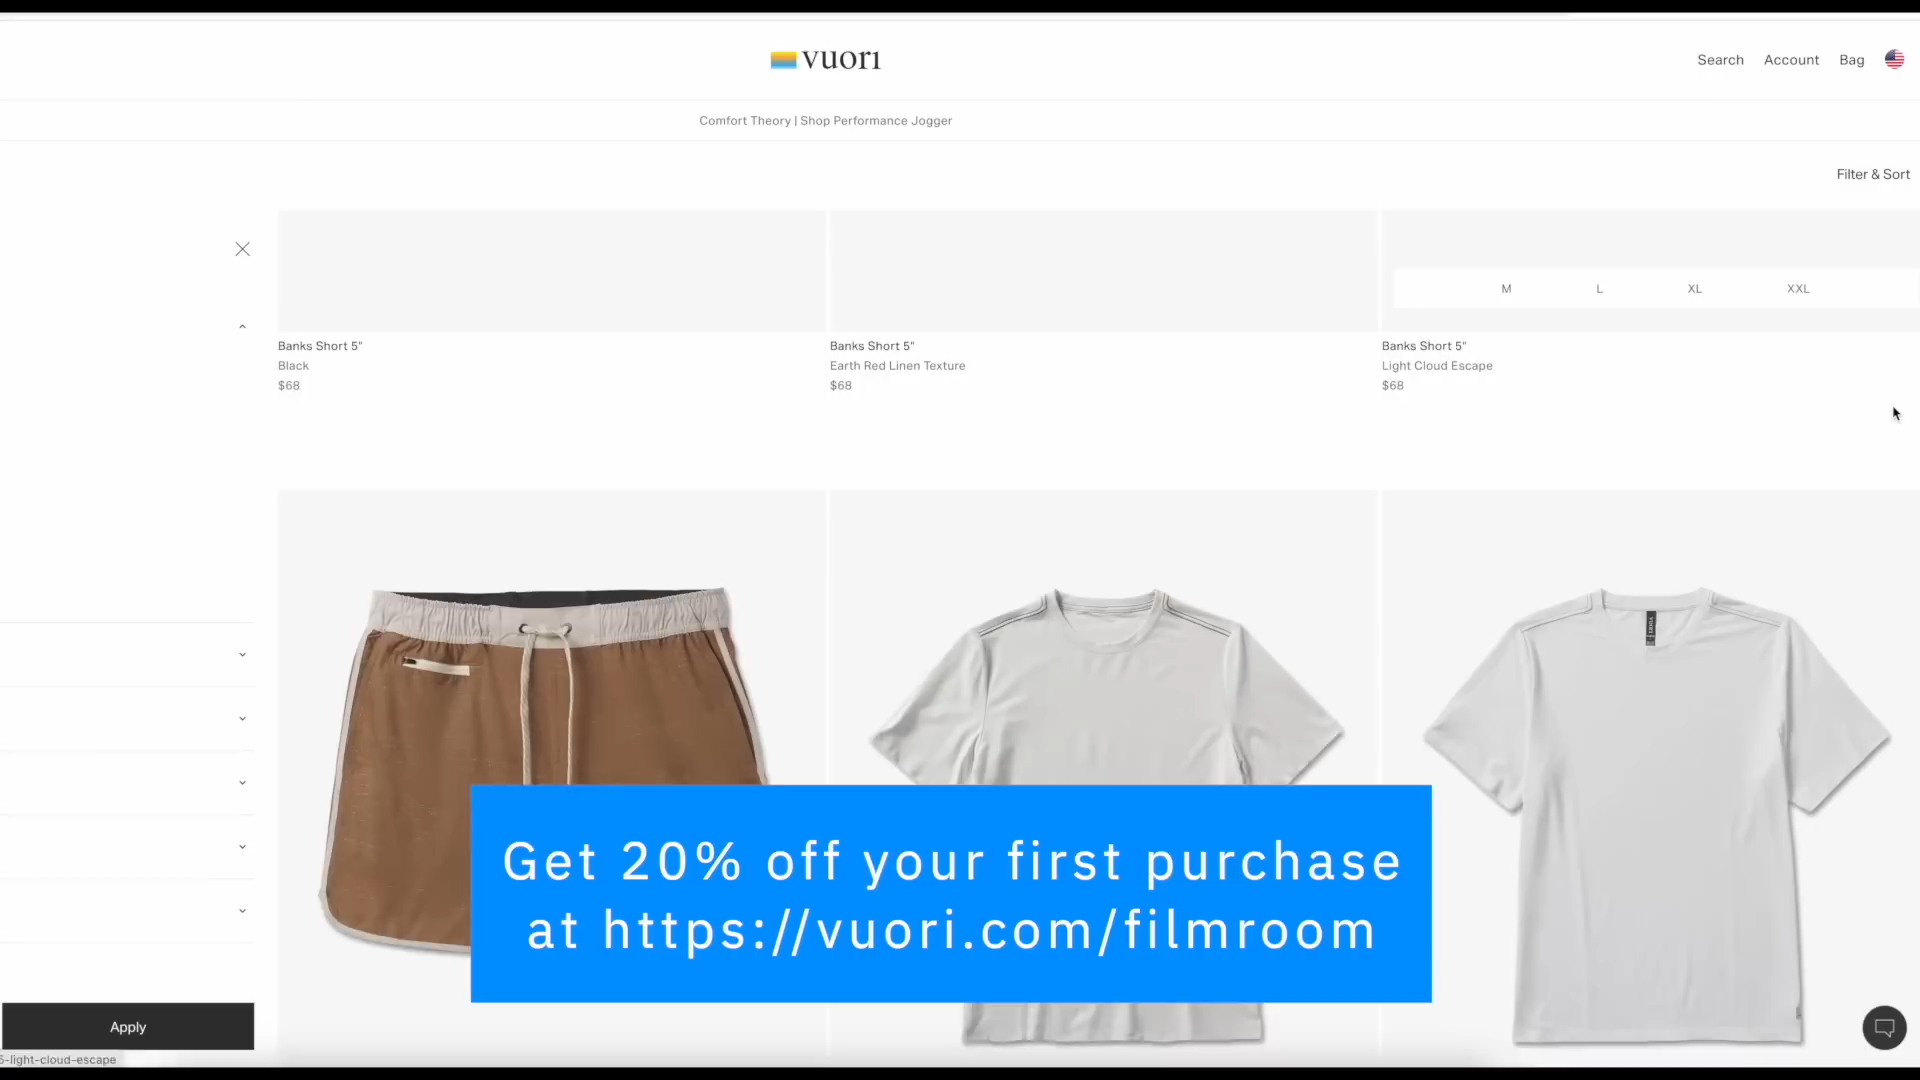 vuori
Search
Account
Bag
Comfort Theory | Shop Performance Jogger
Filter & Sort
M
L
XL
XXL
Banks Short 5"
Black
$68
Banks Short 5"
Earth Red Linen Texture
$68
Banks Short 5"
Light Cloud Escape
$68
Get 20% off your first purchase
at https://vuori.com/filmroom
Apply
-light-cloud-escape